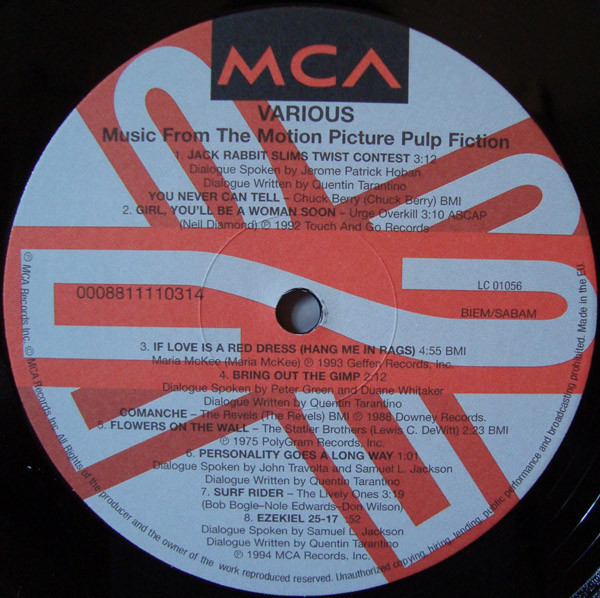 MCA
VARIOUS
Music From The Motion Picture Pulp Fiction
1. JACK RABBIT SLIMS TWIST CONTEST 3:12
Dialogue Spoken by Jerome Patrick Hoban
Dialogue Written by Quentin Tarantino
YOU NEVER CAN TELL – Chuck Berry (Chuck Berry) BMI
2. GIRL, YOU'LL BE A WOMAN SOON – Urge Overkill 3:10 ASCAP
(Neil Diamond) ℗ 1992 Touch And Go Records
0008811110314
LC 01056
BIEM/SABAM
3. IF LOVE IS A RED DRESS (HANG ME IN RAGS) 4:55 BMI
Maria McKee (Maria McKee) ℗ 1993 Geffen Records, Inc.
4. BRING OUT THE GIMP 2:12
Dialogue Spoken by Peter Green and Duane Whitaker
Dialogue Written by Quentin Tarantino
COMANCHE – The Revels (The Revels) BMI ℗ 1988 Downey Records.
5. FLOWERS ON THE WALL – The Statler Brothers (Lewis C. DeWitt) 2:23 BMI
℗ 1975 PolyGram Records, Inc.
6. PERSONALITY GOES A LONG WAY 1:01
Dialogue Spoken by John Travolta and Samuel L. Jackson
Dialogue Written by Quentin Tarantino
7. SURF RIDER – The Lively Ones 3:19
(Bob Bogle–Nole Edwards–Don Wilson)
8. EZEKIEL 25-17 :52
Dialogue Spoken by Samuel L. Jackson
Dialogue Written by Quentin Tarantino
℗ 1994 MCA Records, Inc.
℗ MCA Records Inc. © MCA Records Inc. All Rights of the producer and the owner of the work reproduced reserved. Unauthorized copying, hiring, lending, public performance and broadcasting prohibited. Made in the EU.